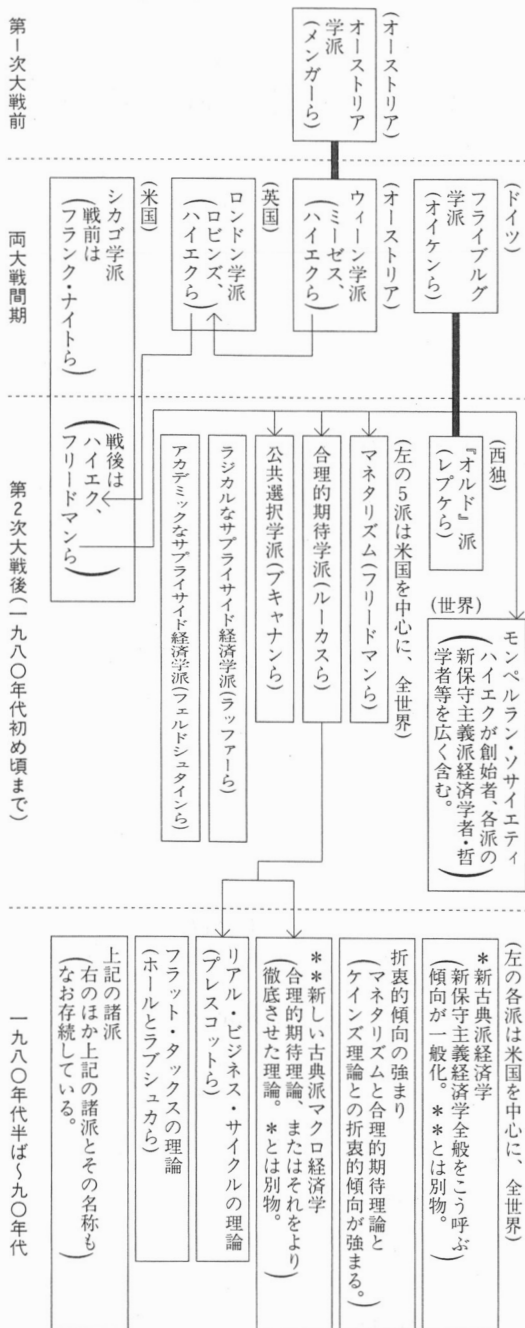 第1次大戦前
(オーストリア)
オーストリア
学派
(メンガーら)
両大戦間期
(ドイツ)
フライブルグ
学派
(オイケンら)
(オーストリア)
ウィーン学派
(ミーゼス、
ハイエクら)
(英国)
ロンドン学派
(ロビンズ、
ハイエクら)
(米国)
シカゴ学派
(戦前は
フランク・ナイトら)
第2次大戦後(一九八〇年代初め頃まで)
(戦後は
ハイエク、
フリードマンら)
(西独)
『オルド』派
(レプケら)
(世界)
モンペルラン・ソサイエティ
(ハイエクが創始者、各派の
新保守主義派経済学者・哲
学者等を広く含む。)
(左の5派は米国を中心に、全世界)
マネタリズム(フリードマンら)
合理的期待学派(ルーカスら)
公共選択学派(ブキャナンら)
ラジカルなサプライサイド経済学派(ラッファーら)
アカデミックなサプライサイド経済学派(フェルドシュタインら)
一九八〇年代半ば〜九〇年代
(左の各派は米国を中心に、全世界)
*新古典派経済学
(新保守主義経済学全般をこう呼ぶ
傾向が一般化。**とは別物。)
折衷的傾向の強まり
(マネタリズムと合理的期待理論と
ケインズ理論との折衷的傾向が強まる。)
**新しい古典派マクロ経済学
(合理的期待理論、またはそれをより
徹底させた理論。*とは別物。)
リアル・ビジネス・サイクルの理論
(プレスコットら)
フラット・タックスの理論
(ホールとラブシュカら)
上記の諸派
(右のほか上記の諸派とその名称も
なお存続している。)